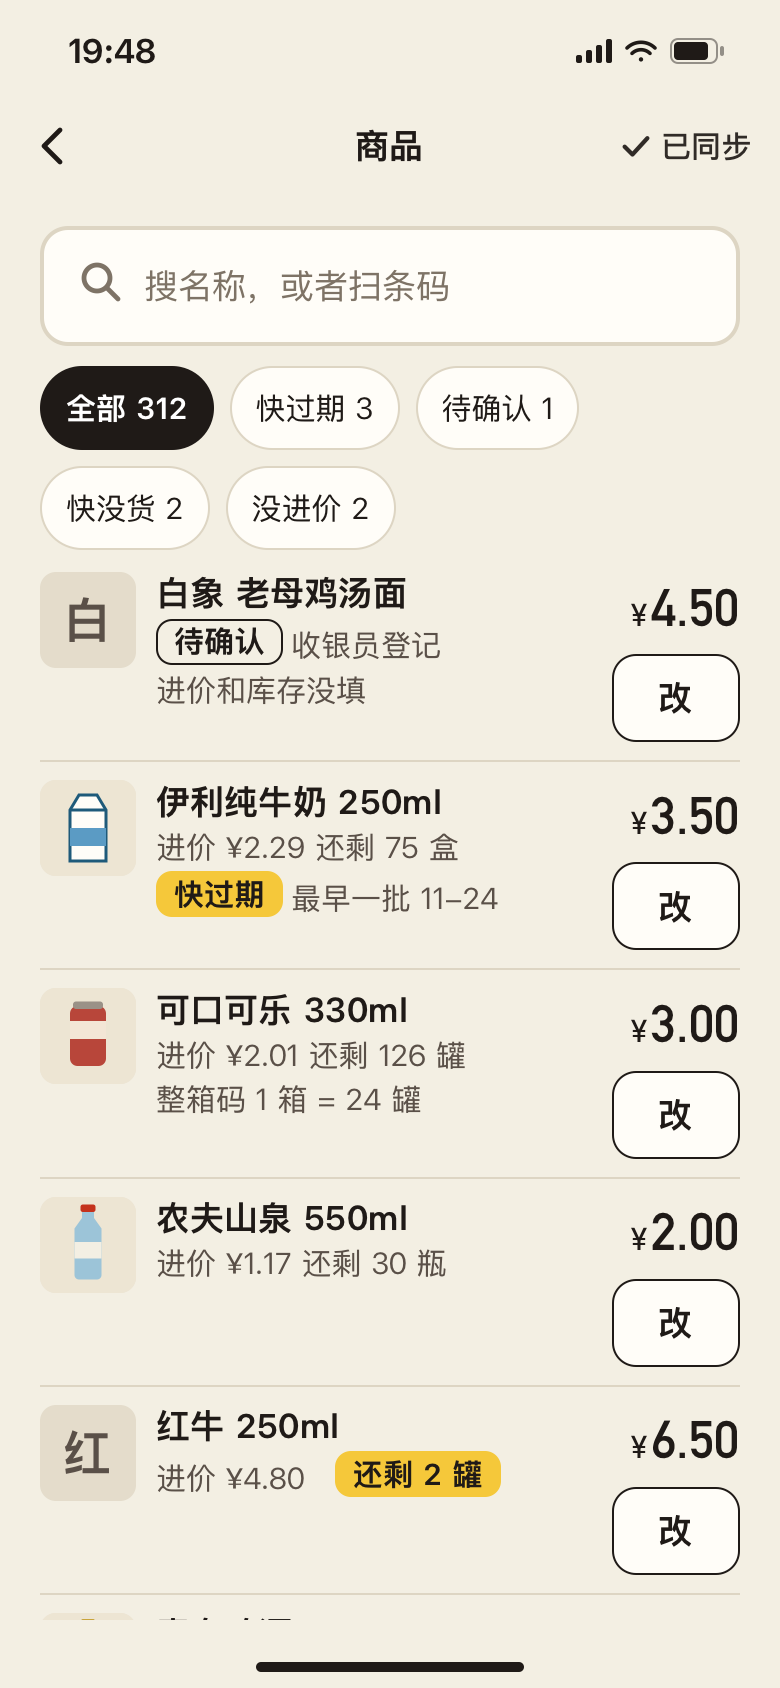 19:48
商品
已同步
搜名称，或者扫条码
全部 312
快过期 3
待确认 1
快没货 2
没进价 2
白
白象 老母鸡汤面
待确认 收银员登记
进价和库存没填
¥4.50
改
伊利纯牛奶 250ml
进价 ¥2.29 还剩 75 盒
快过期 最早一批 11–24
¥3.50
改
可口可乐 330ml
进价 ¥2.01 还剩 126 罐
整箱码 1 箱 = 24 罐
¥3.00
改
农夫山泉 550ml
进价 ¥1.17 还剩 30 瓶
¥2.00
改
红
红牛 250ml
进价 ¥4.80 还剩 2 罐
¥6.50
改